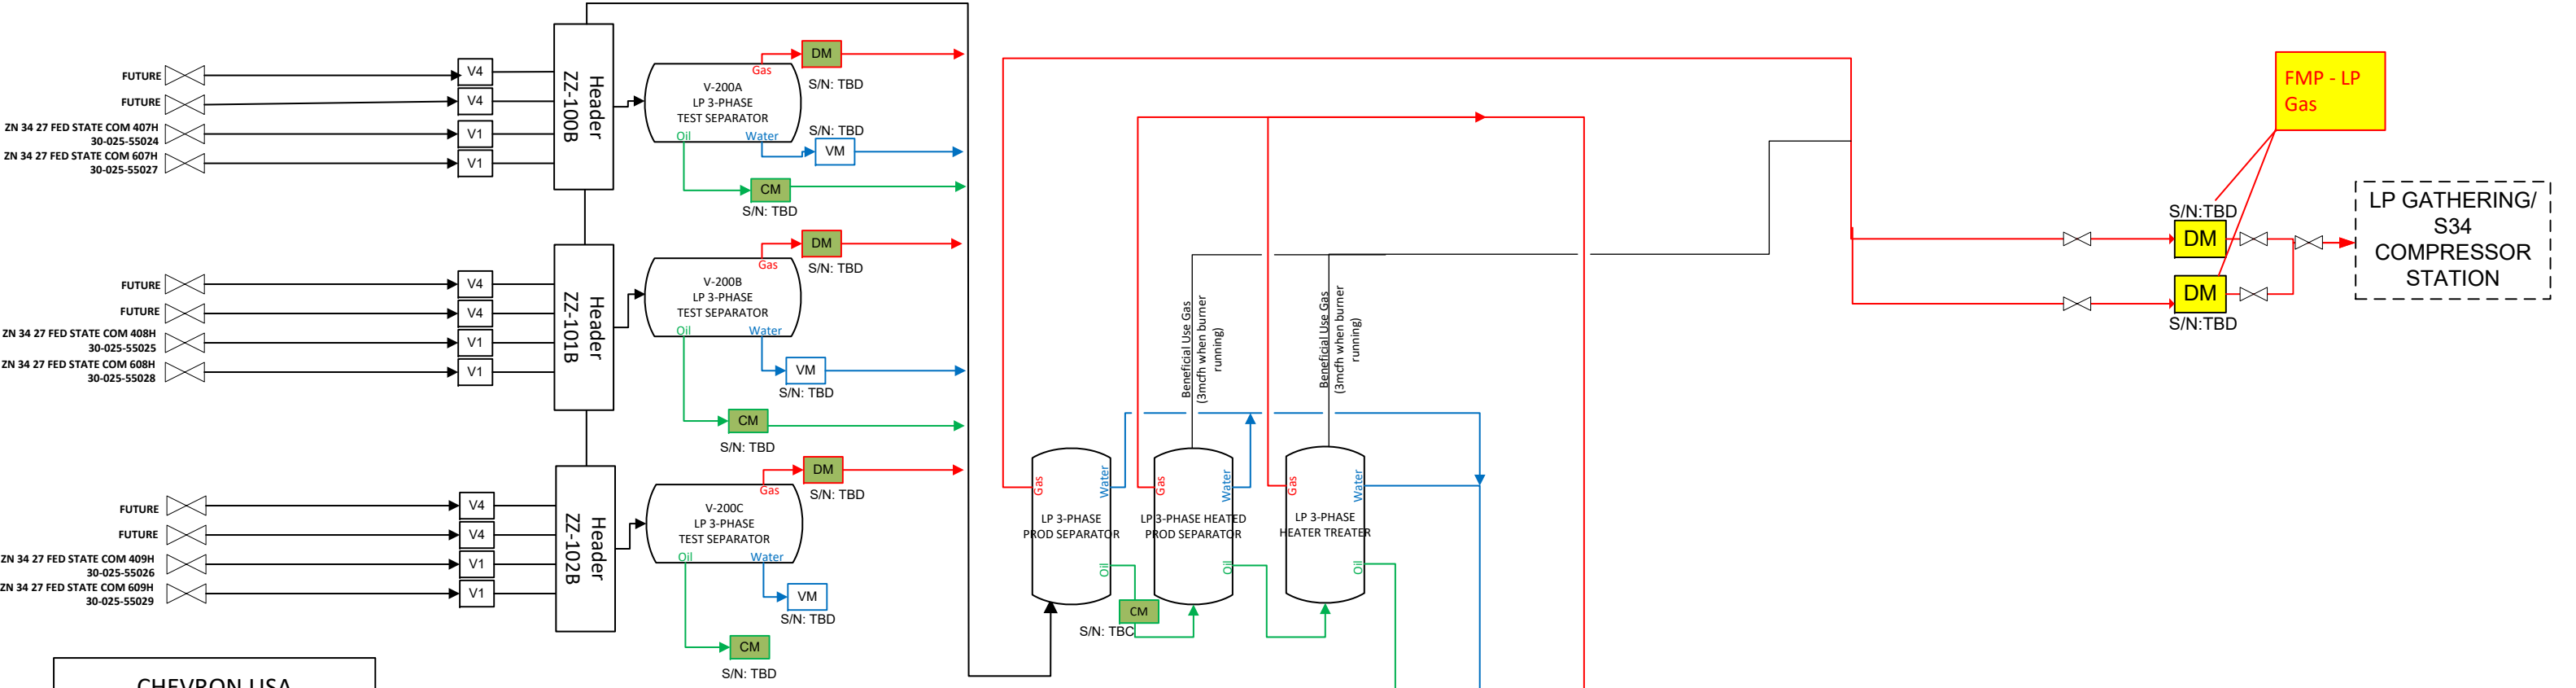 FUTURE
FUTURE
ZN 34 27 FED STATE COM 407H
30-025-55024
ZN 34 27 FED STATE COM 607H
30-025-55027
V4
V4
V1
V1
Header
ZZ-100B
V-200A
LP 3-PHASE
TEST SEPARATOR
Gas
Oil
Water
DM
S/N: TBD
S/N: TBD
VM
CM
S/N: TBD
FUTURE
FUTURE
ZN 34 27 FED STATE COM 408H
30-025-55025
ZN 34 27 FED STATE COM 608H
30-025-55028
V4
V4
V1
V1
Header
ZZ-101B
V-200B
LP 3-PHASE
TEST SEPARATOR
Gas
Oil
Water
DM
S/N: TBD
VM
S/N: TBD
CM
S/N: TBD
FUTURE
FUTURE
ZN 34 27 FED STATE COM 409H
30-025-55026
ZN 34 27 FED STATE COM 609H
30-025-55029
V4
V4
V1
V1
Header
ZZ-102B
V-200C
LP 3-PHASE
TEST SEPARATOR
Gas
Oil
Water
DM
S/N: TBD
VM
S/N: TBD
CM
S/N: TBD
CHEVRON USA
Gas
Water
LP 3-PHASE
PROD SEPARATOR
Oil
CM
S/N: TBC
Beneficial Use Gas
(3mcfh when burner
running)
Gas
Water
LP 3-PHASE HEATED
PROD SEPARATOR
Oil
Beneficial Use Gas
(3mcfh when burner
running)
Gas
Water
LP 3-PHASE
HEATER TREATER
Oil
FMP - LP
Gas
S/N:TBD
DM
DM
S/N:TBD
LP GATHERING/
S34
COMPRESSOR
STATION